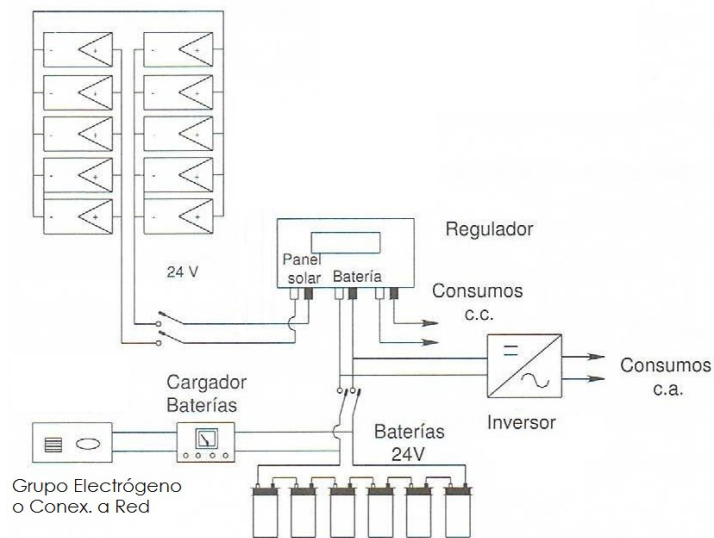 24 V
Regulador
Panel
solar
Batería
Consumos
c.c.
Consumos
c.a.
Inversor
Cargador
Baterías
Baterías
24V
Grupo Electrógeno
o Conex. a Red